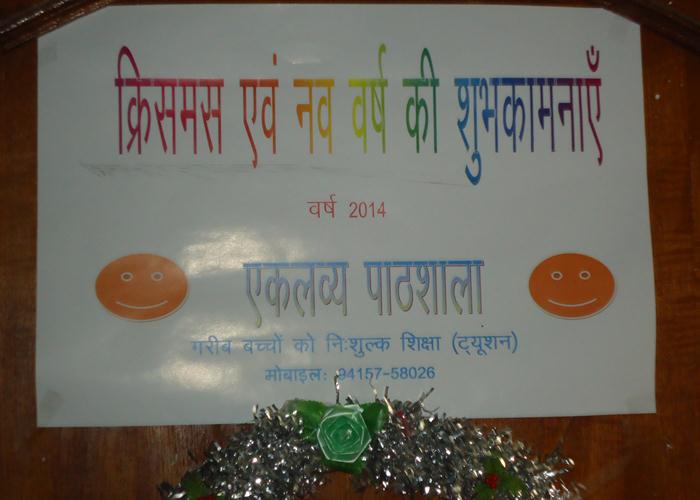 क्रिसमस एवं नव वर्ष की शुभकामनाएँ
वर्ष 2014
एकलव्य पाठशाला
गरीब बच्चों को निःशुल्क शिक्षा (ट्यूशन)
मोबाइल: 94157-58026